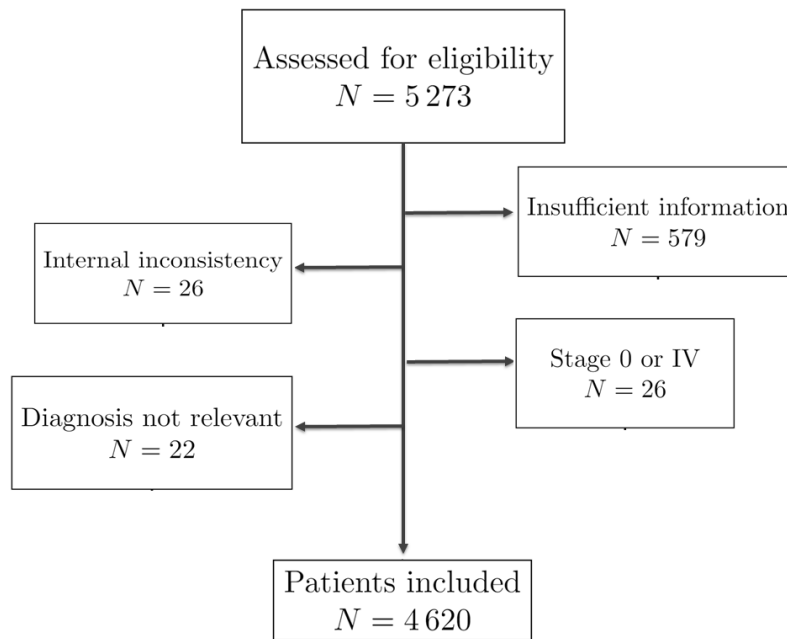 Assessed for eligibility
N = 5 273
Insufficient information
N = 579
Internal inconsistency
N = 26
Stage 0 or IV
N = 26
Diagnosis not relevant
N = 22
Patients included
N = 4 620